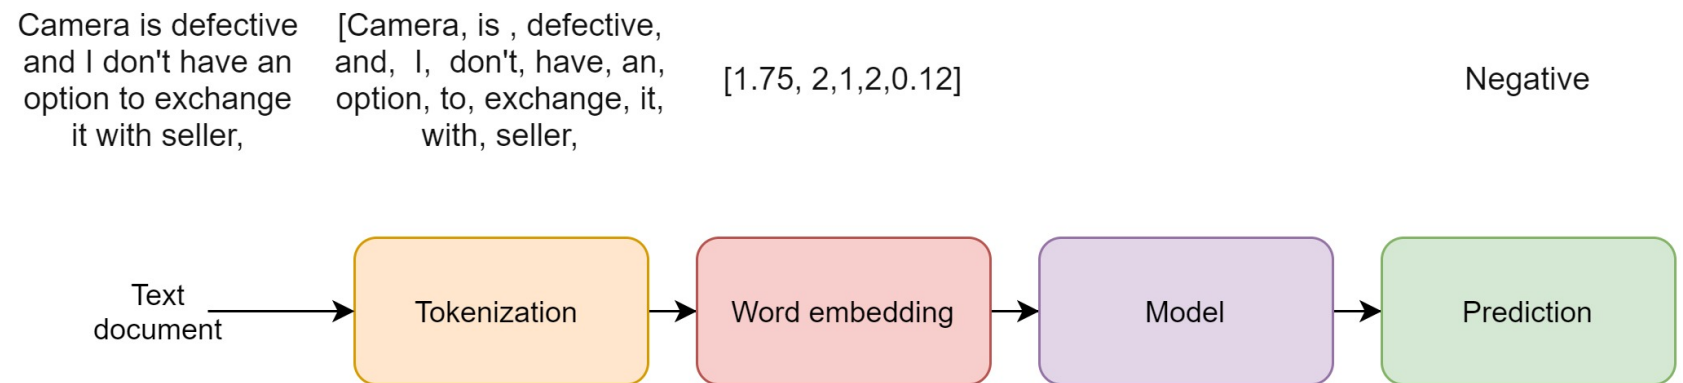 Camera is defective
and I don't have an
option to exchange
it with seller,
[Camera, is , defective,
and, I, don't, have, an,
option, to, exchange, it,
with, seller,
[1.75, 2,1,2,0.12]
Negative
Text
document
Tokenization
Word embedding
Model
Prediction